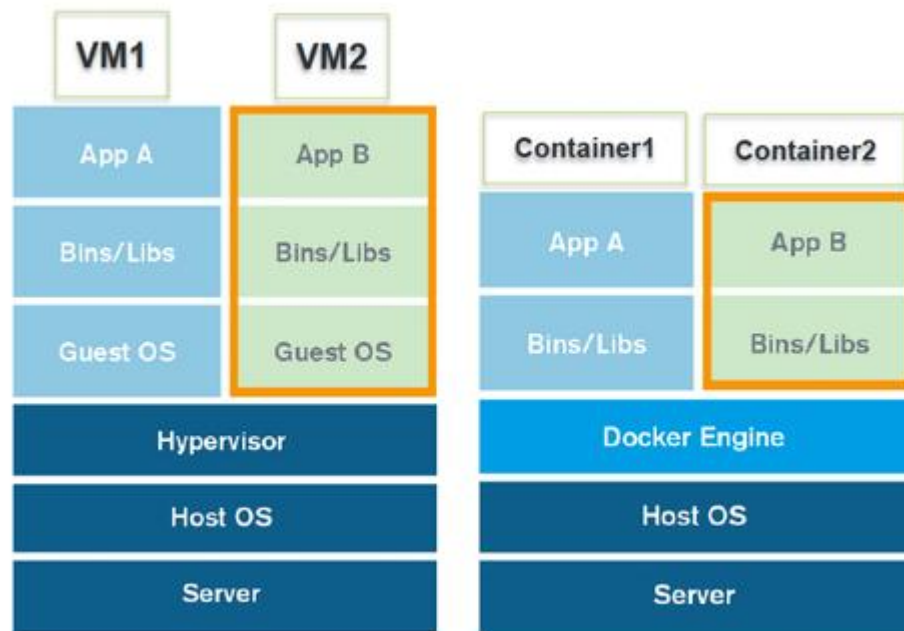 VM1
VM2
App A
App B
Bins/Libs
Bins/Libs
Guest OS
Guest OS
Hypervisor
Host OS
Server
Container1
Container2
App A
App B
Bins/Libs
Bins/Libs
Docker Engine
Host OS
Server